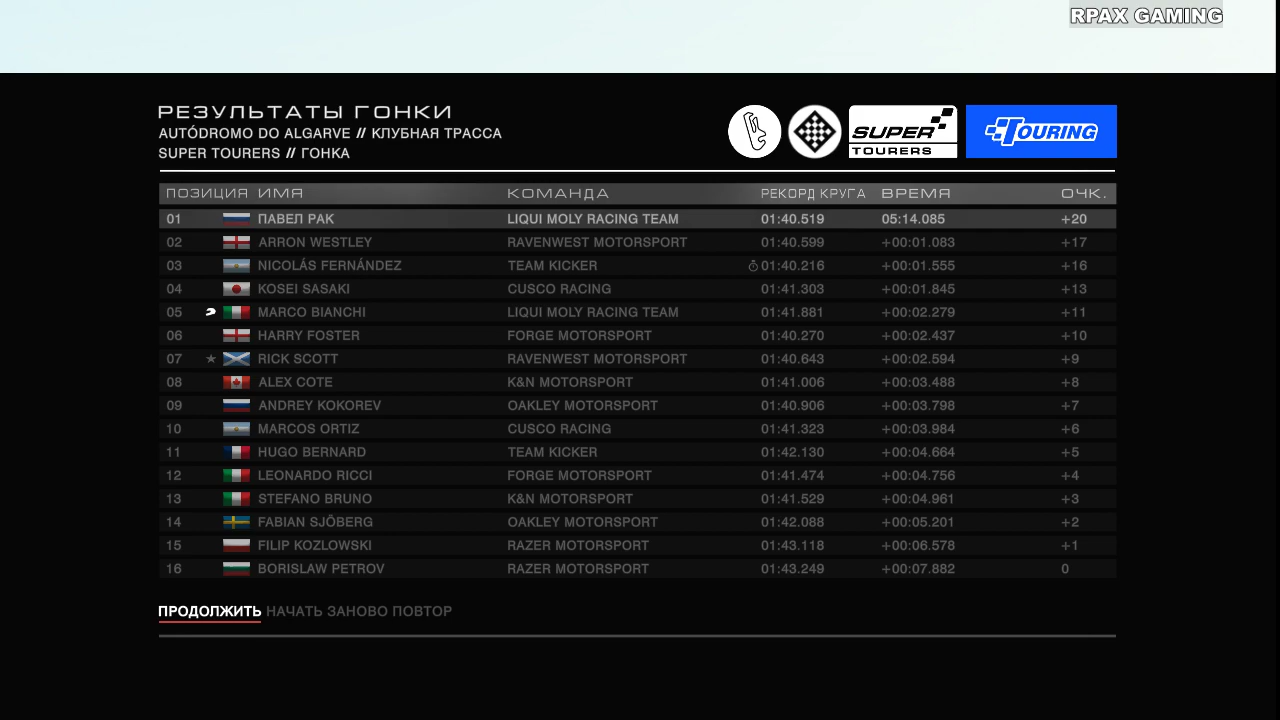 RPAX GAMING
РЕЗУЛЬТАТЫ ГОНКИ
AUTÓDROMO DO ALGARVE // КЛУБНАЯ ТРАССА
SUPER TOURERS // ГОНКА
SUPER
TOURERS
TOURING
ПОЗИЦИЯ ИМЯ КОМАНДА РЕКОРД КРУГА ВРЕМЯ ОЧК.
01 ПАВЕЛ РАК LIQUI MOLY RACING TEAM 01:40.519 05:14.085 +20
02 ARRON WESTLEY RAVENWEST MOTORSPORT 01:40.599 +00:01.083 +17
03 NICOLÁS FERNÁNDEZ TEAM KICKER 01:40.216 +00:01.555 +16
04 KOSEI SASAKI CUSCO RACING 01:41.303 +00:01.845 +13
05 MARCO BIANCHI LIQUI MOLY RACING TEAM 01:41.881 +00:02.279 +11
06 HARRY FOSTER FORGE MOTORSPORT 01:40.270 +00:02.437 +10
07 RICK SCOTT RAVENWEST MOTORSPORT 01:40.643 +00:02.594 +9
08 ALEX COTE K&N MOTORSPORT 01:41.006 +00:03.488 +8
09 ANDREY KOKOREV OAKLEY MOTORSPORT 01:40.906 +00:03.798 +7
10 MARCOS ORTIZ CUSCO RACING 01:41.323 +00:03.984 +6
11 HUGO BERNARD TEAM KICKER 01:42.130 +00:04.664 +5
12 LEONARDO RICCI FORGE MOTORSPORT 01:41.474 +00:04.756 +4
13 STEFANO BRUNO K&N MOTORSPORT 01:41.529 +00:04.961 +3
14 FABIAN SJÖBERG OAKLEY MOTORSPORT 01:42.088 +00:05.201 +2
15 FILIP KOZLOWSKI RAZER MOTORSPORT 01:43.118 +00:06.578 +1
16 BORISLAW PETROV RAZER MOTORSPORT 01:43.249 +00:07.882 0
ПРОДОЛЖИТЬ НАЧАТЬ ЗАНОВО ПОВТОР